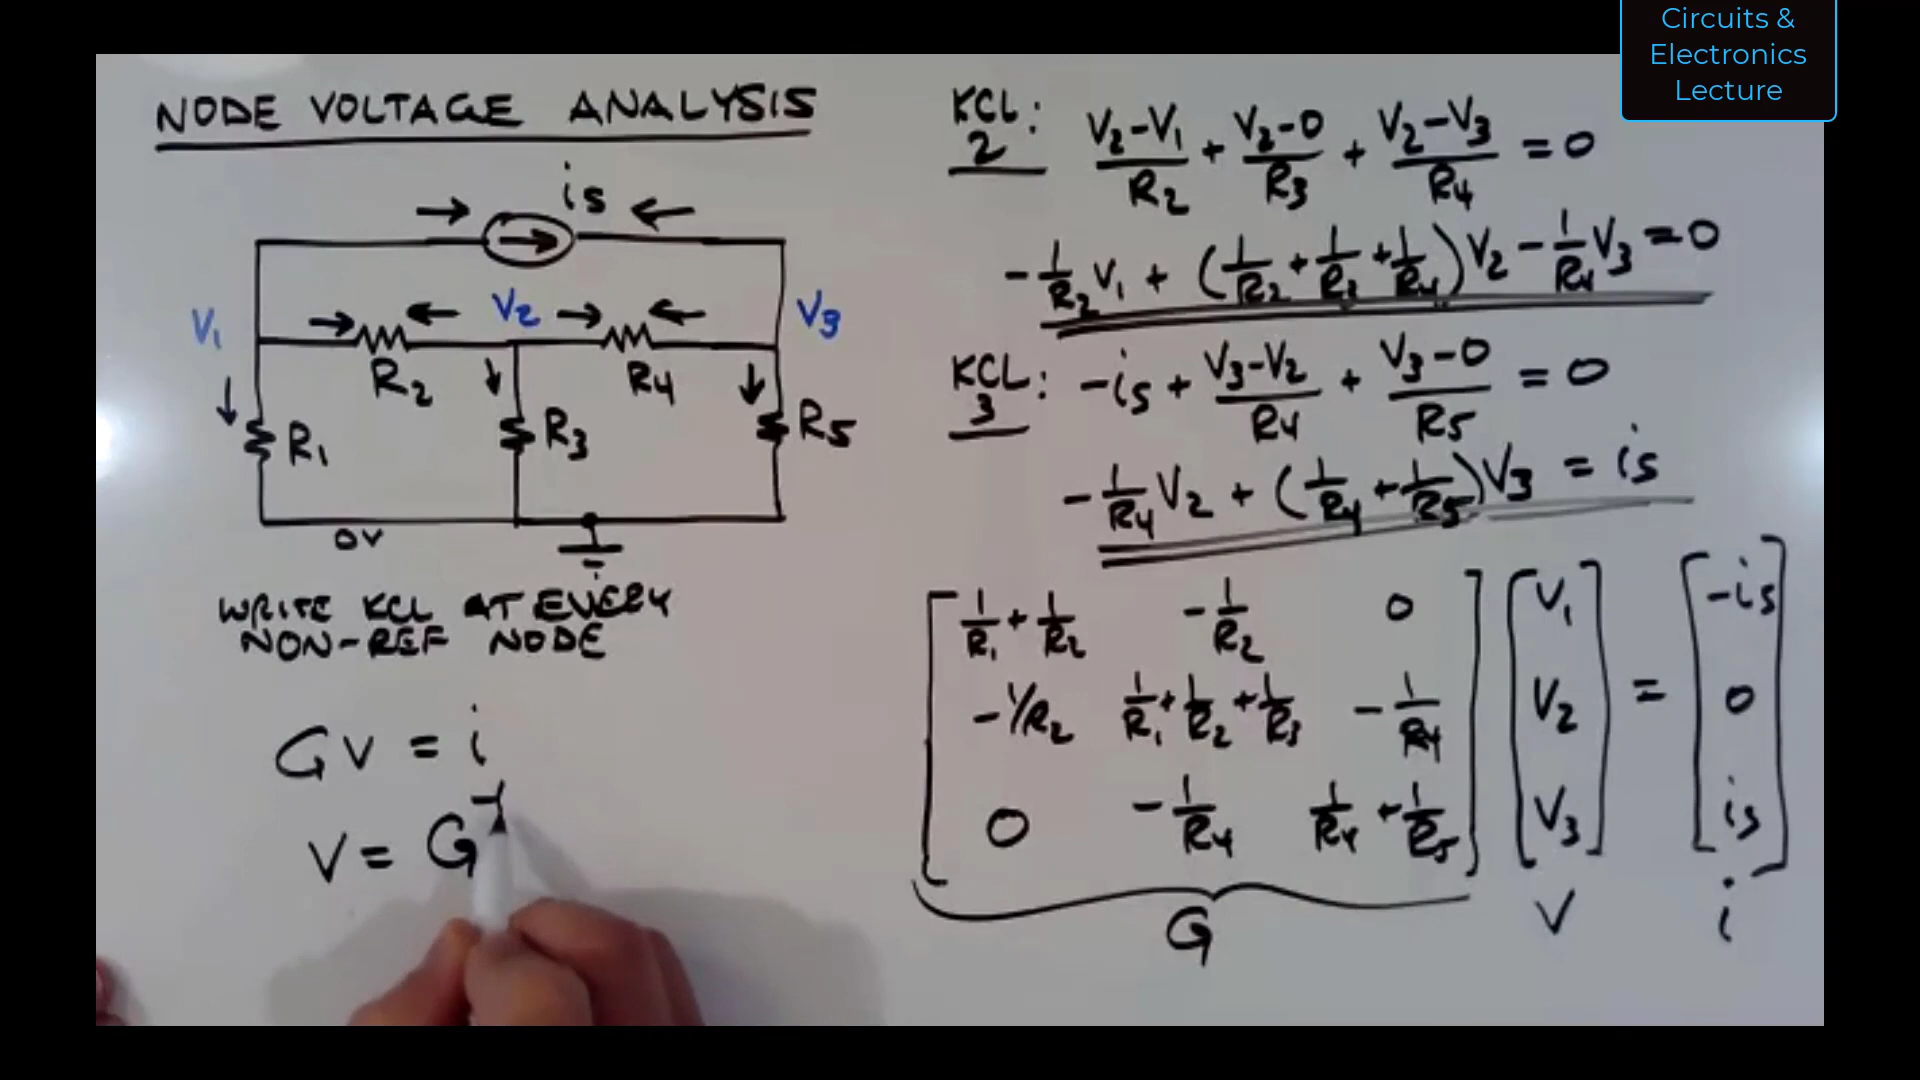 Circuits &
Electronics
Lecture
NODE VOLTAGE ANALYSIS
is
V1
V2
V3
R2
R4
R1
R3
R5
0V
WRITE KCL AT EVERY
NON-REF NODE
GV = i
V = G^-1
KCL 2: (V2-V1)/R2 + (V2-0)/R3 + (V2-V3)/R4 = 0
-1/R2 V1 + (1/R2 + 1/R3 + 1/R4) V2 - 1/R4 V3 = 0
KCL 3: -is + (V3-V2)/R4 + (V3-0)/R5 = 0
-1/R4 V2 + (1/R4 + 1/R5) V3 = is
[1/R1 + 1/R2 -1/R2 0] [V1] [-is]
[-1/R2 1/R1 + 1/R2 + 1/R3 -1/R4] [V2] = [0]
[0 -1/R4 1/R4 + 1/R5] [V3] [is]
G V i